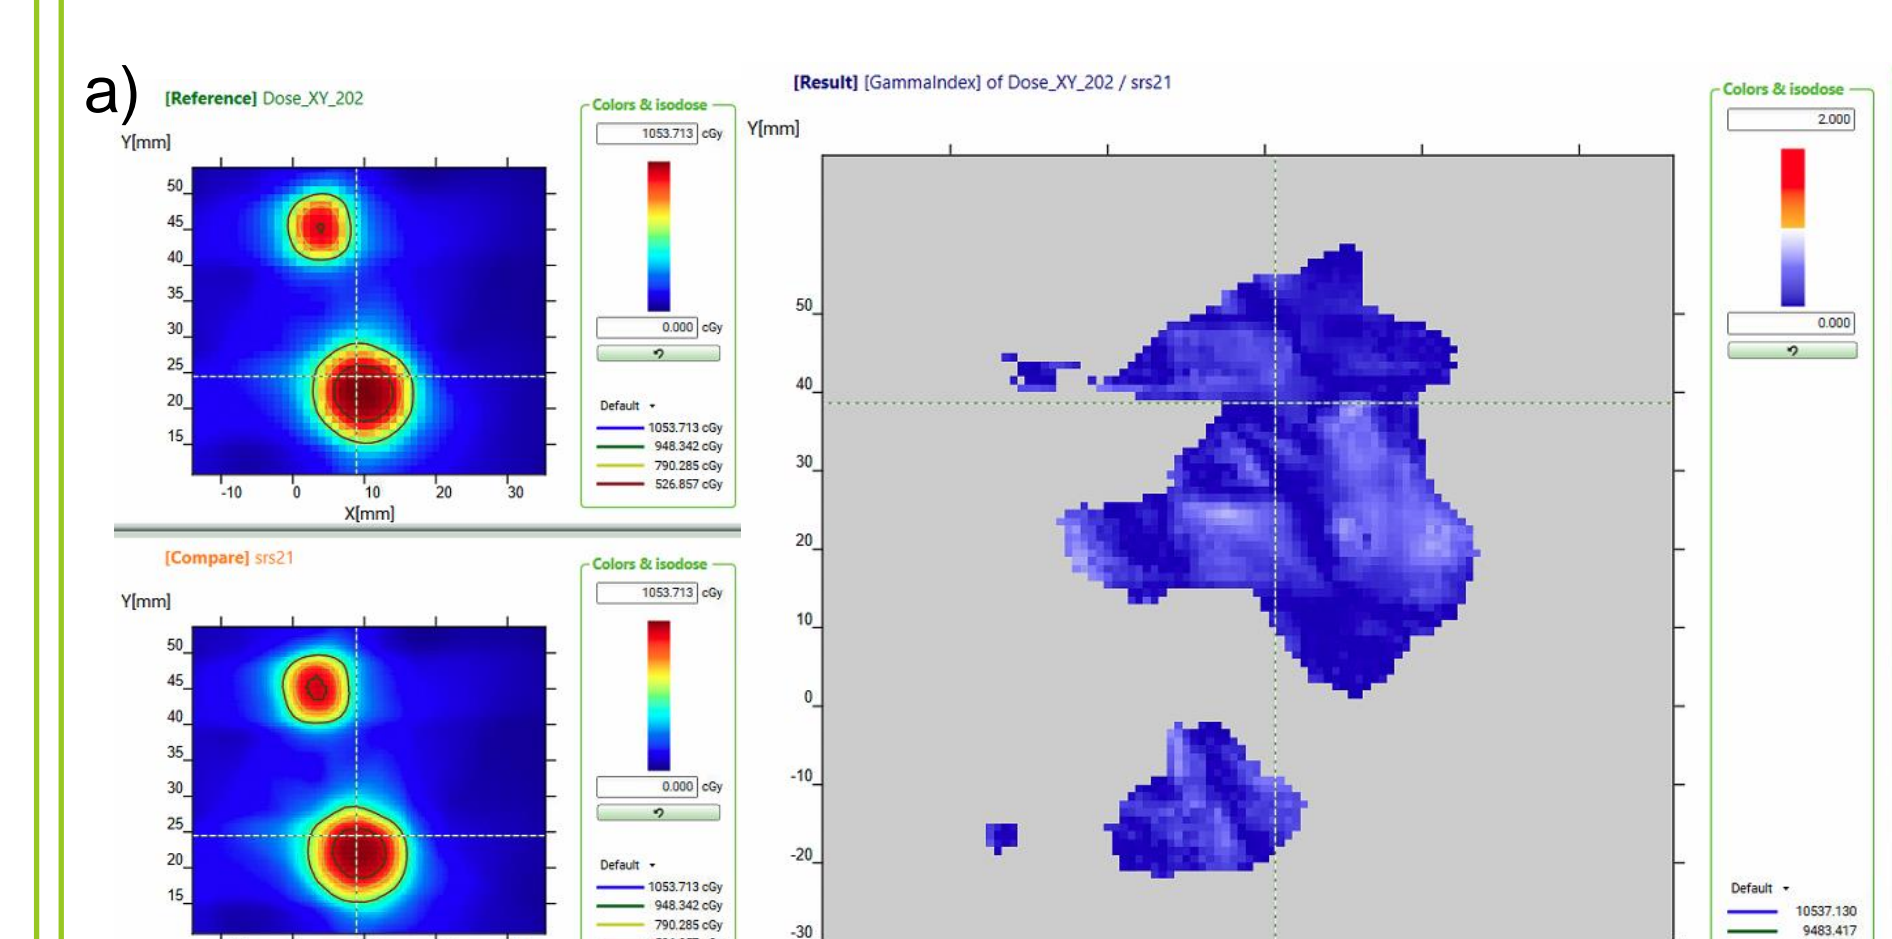 a)
[Reference] Dose_XY_202
Y[mm]
50
45
40
35
30
25
20
15
-10 0 10 20 30
X[mm]
Colors & isodose
1053.713 cGy
0.000 cGy
Default
1053.713 cGy
948.342 cGy
790.285 cGy
526.857 cGy
[Compare] srs21
Y[mm]
50
45
40
35
30
25
20
15
Colors & isodose
1053.713 cGy
0.000 cGy
Default
1053.713 cGy
948.342 cGy
790.285 cGy
[Result] [GammaIndex] of Dose_XY_202 / srs21
Y[mm]
50
40
30
20
10
0
-10
-20
-30
Colors & isodose
2.000
0.000
Default
10537.130
9483.417